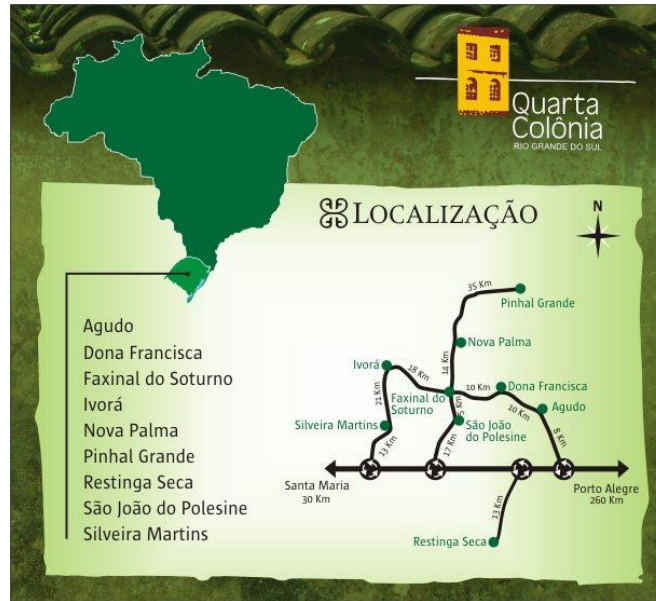 Quarta
Colônia
RIO GRANDE DO SUL
LOCALIZAÇÃO
N
Agudo
Dona Francisca
Faxinal do Soturno
Ivorá
Nova Palma
Pinhal Grande
Restinga Seca
São João do Polesine
Silveira Martins
35 Km
Pinhal Grande
Nova Palma
14 Km
Ivorá
18 Km
10 Km
Dona Francisca
21 Km
Faxinal do
Soturno
5 Km
10 Km
Agudo
Silveira Martins
São João
do Polesine
13 Km
17 Km
8 Km
Santa Maria
30 Km
Porto Alegre
260 Km
13 Km
Restinga Seca